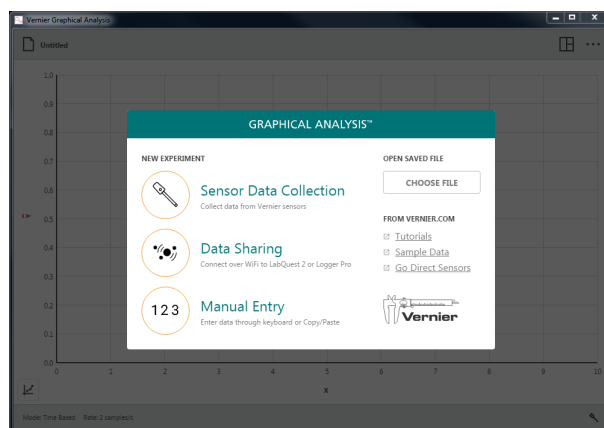 Vernier Graphical Analysis
Untitled
1.0
0.9
0.8
0.7
0.6
0.5
0.4
0.3
0.2
0.1
0.0
0 1 2 3 4 5 6 7 8 9 10
x
GRAPHICAL ANALYSIS™
NEW EXPERIMENT
Sensor Data Collection
Collect data from Vernier sensors
Data Sharing
Connect over WiFi to LabQuest 2 or Logger Pro
123
Manual Entry
Enter data through keyboard or Copy/Paste
OPEN SAVED FILE
CHOOSE FILE
FROM VERNIER.COM
Tutorials
Sample Data
Go Direct Sensors
Vernier
Mode: Time Based Rate: 2 samples/s